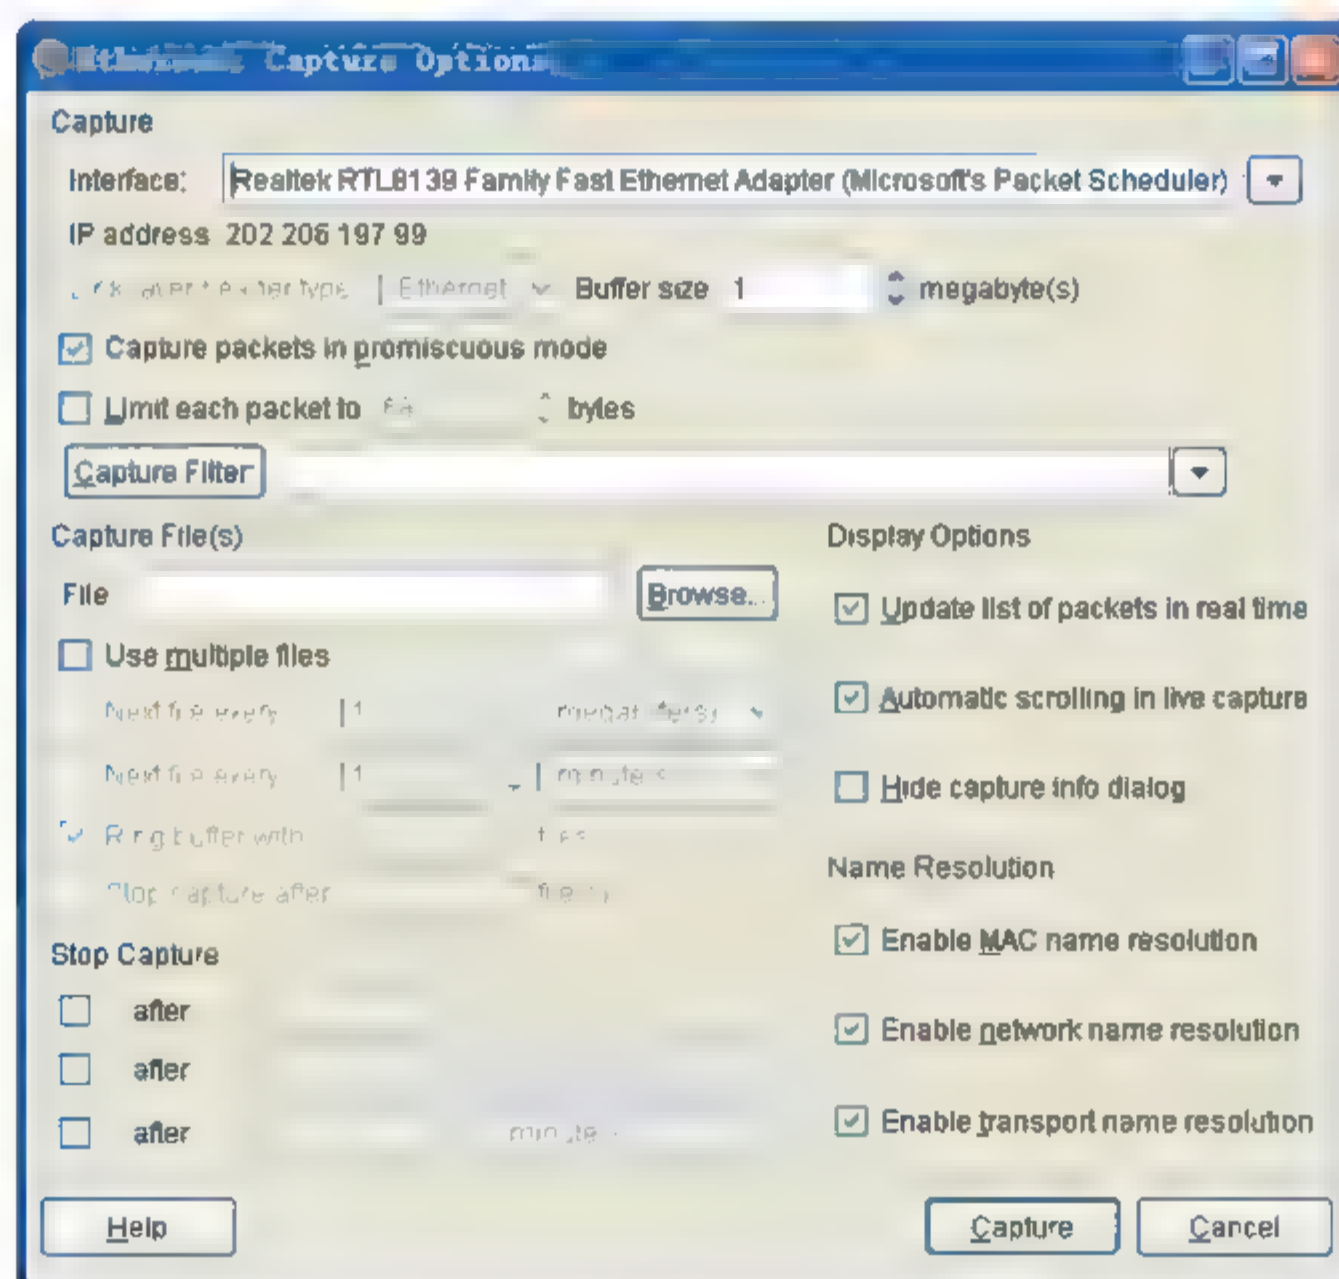 Capture Options
Capture
Interface: Realtek RTL8139 Family Fast Ethernet Adapter (Microsoft's Packet Scheduler)
IP address 202 206 197 99
Ethernet Buffer size 1 megabyte(s)
Capture packets in promiscuous mode
Limit each packet to bytes
Capture Filter
Capture File(s)
File Browse...
Use multiple files
Next file every 1
Next file every 1 minute
Ring buffer with
Stop capture after
Stop Capture
after
after
after minute
Display Options
Update list of packets in real time
Automatic scrolling in live capture
Hide capture info dialog
Name Resolution
Enable MAC name resolution
Enable network name resolution
Enable transport name resolution
Help Capture Cancel